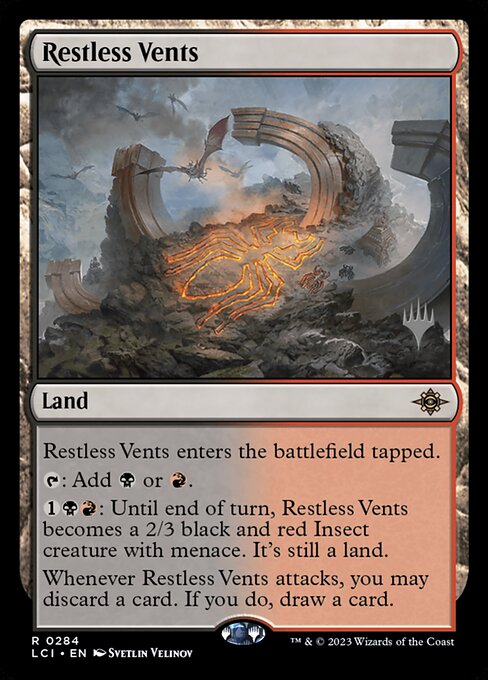 Restless Vents
Land
Restless Vents enters the battlefield tapped.
: Add or .
1: Until end of turn, Restless Vents
becomes a 2/3 black and red Insect
creature with menace. It's still a land.
Whenever Restless Vents attacks, you may
discard a card. If you do, draw a card.
R 0284
LCI • EN Svetlin Velinov
™ & © 2023 Wizards of the Coast